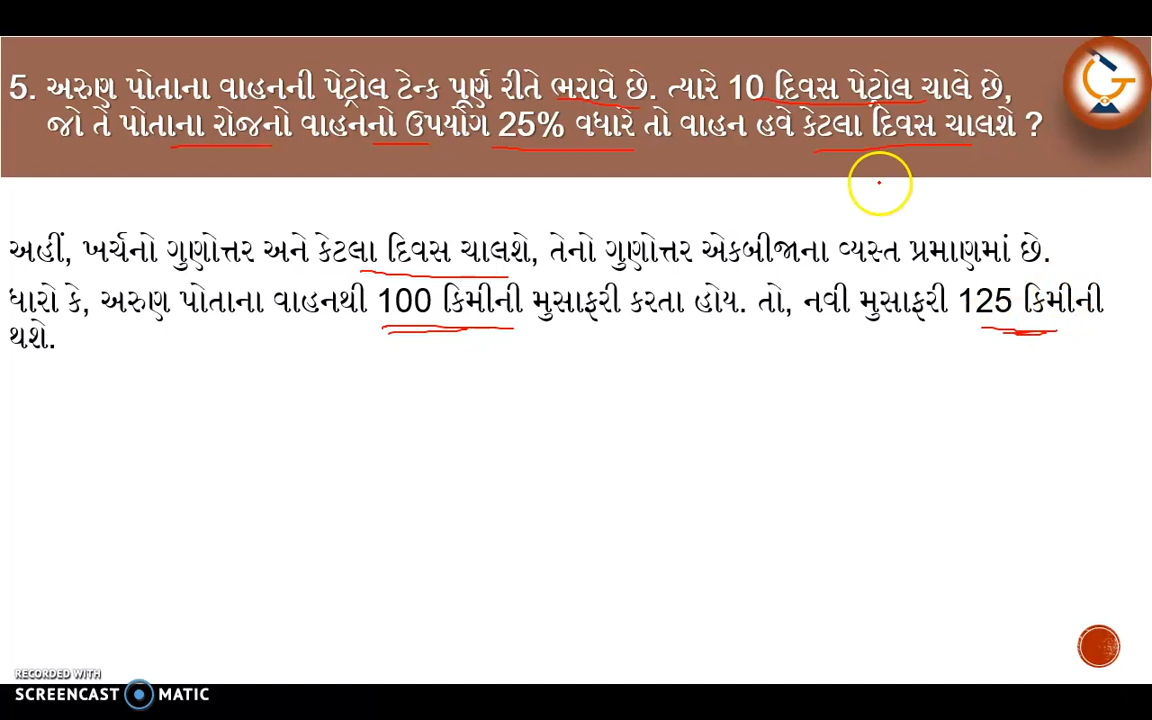 5. અરુણ પોતાના વાહનની પેટ્રોલ ટેન્ક પૂર્ણ રીતે ભરાવે છે. ત્યારે 10 દિવસ પેટ્રોલ ચાલે છે,
જો તે પોતાના રોજનો વાહનનો ઉપયોગ 25% વધારે તો વાહન હવે કેટલા દિવસ ચાલશે ?
અહીં, ખર્ચનો ગુણોત્તર અને કેટલા દિવસ ચાલશે, તેનો ગુણોત્તર એકબીજાના વ્યસ્ત પ્રમાણમાં છે.
ધારો કે, અરુણ પોતાના વાહનથી 100 કિમીની મુસાફરી કરતા હોય. તો, નવી મુસાફરી 125 કિમીની
થશે.
RECORDED WITH
SCREENCAST MATIC